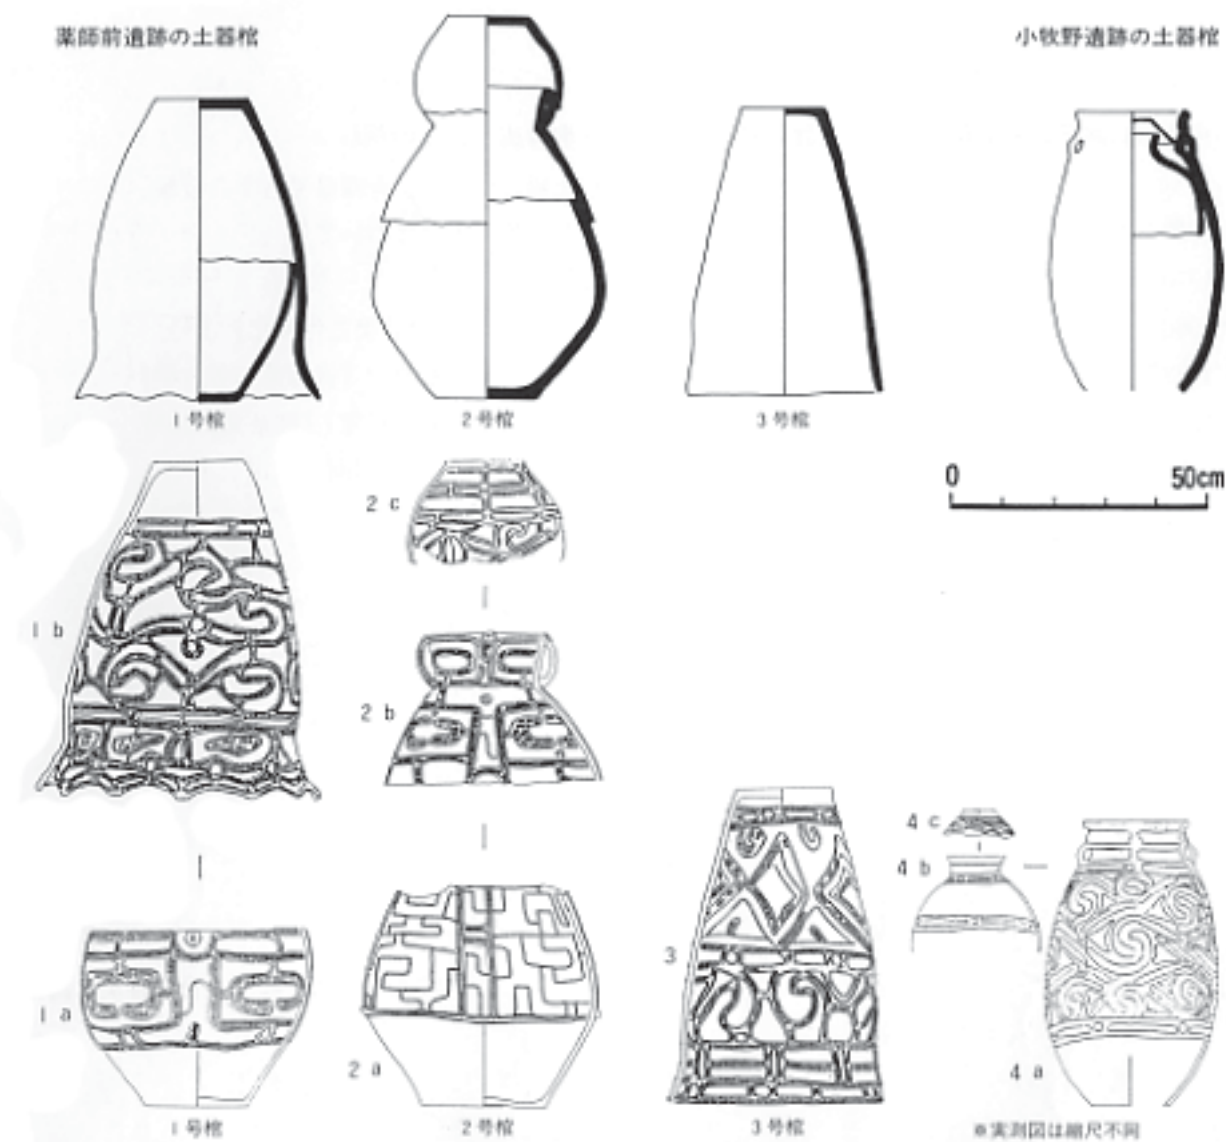 薬師前遺跡の土器棺
小牧野遺跡の土器棺
1号棺
2号棺
3号棺
0 50cm
2 c
1 b
2 b
4 c
4 b
3
1 a
2 a
4 a
1号棺
2号棺
3号棺
※実測図は縮尺不同